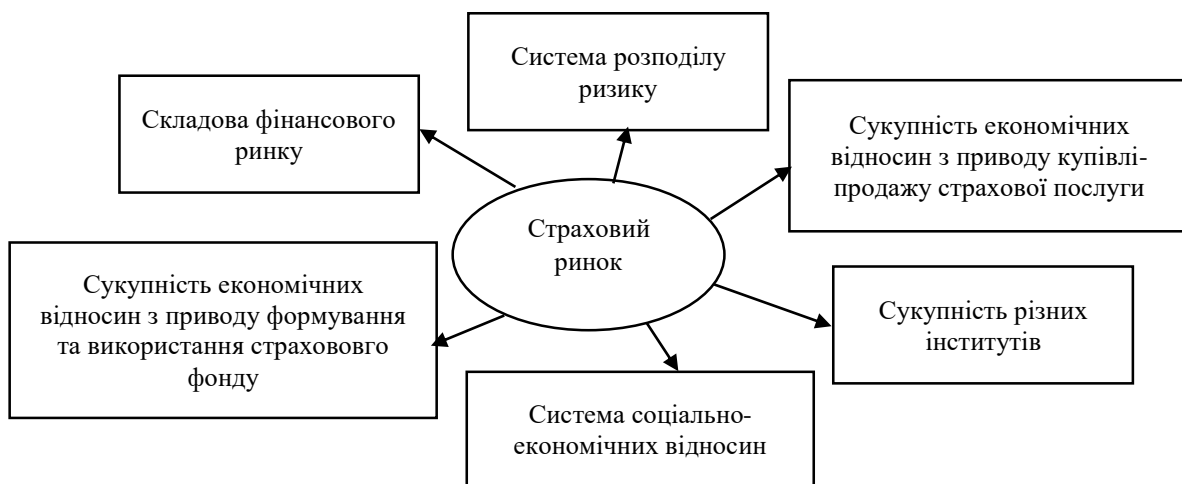 Система розподілу
ризику
Складова фінансового
ринку
Сукупність економічних
відносин з приводу купівлі-
продажу страхової послуги
Страховий
ринок
Сукупність економічних
відносин з приводу формування
та використання страхововго
фонду
Сукупність різних
інститутів
Система соціально-
економічних відносин